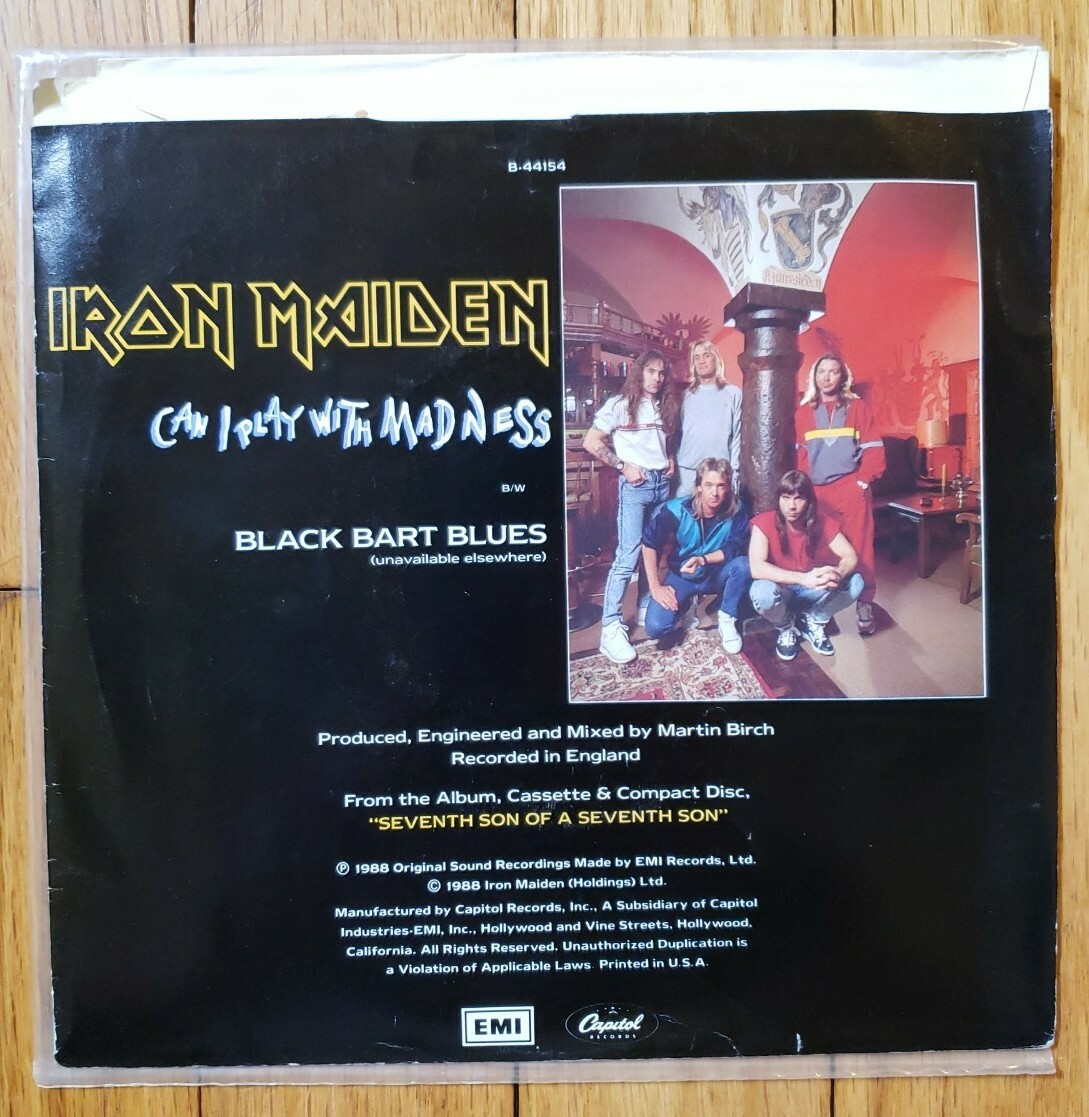 B-44154
IRON MAIDEN
CAN I PLAY WITH MADNESS
B/W
BLACK BART BLUES
(unavailable elsewhere)
Produced, Engineered and Mixed by Martin Birch
Recorded in England
From the Album, Cassette & Compact Disc,
“SEVENTH SON OF A SEVENTH SON”
℗ 1988 Original Sound Recordings Made by EMI Records, Ltd.
© 1988 Iron Maiden (Holdings) Ltd.
Manufactured by Capitol Records, Inc., A Subsidiary of Capitol
Industries-EMI, Inc., Hollywood and Vine Streets, Hollywood,
California. All Rights Reserved. Unauthorized Duplication is
a Violation of Applicable Laws. Printed in U.S.A.
EMI
Capitol
RECORDS